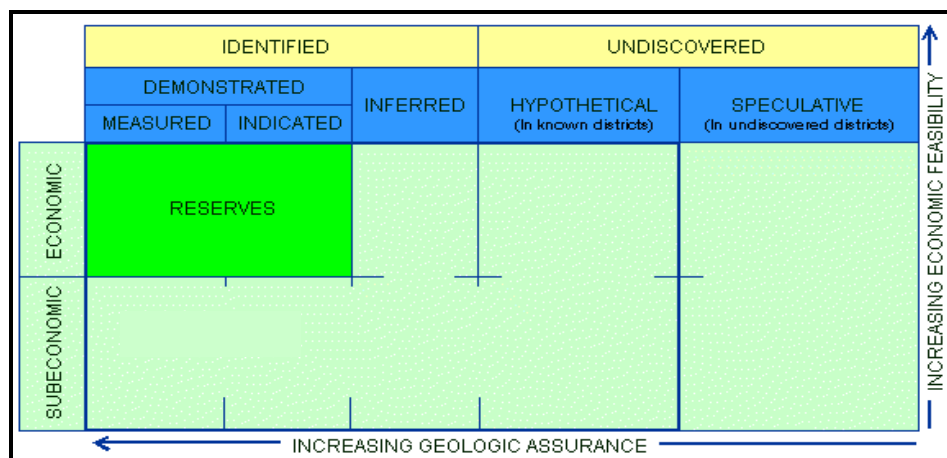 IDENTIFIED
UNDISCOVERED
DEMONSTRATED
MEASURED
INDICATED
INFERRED
HYPOTHETICAL
(In known districts)
SPECULATIVE
(In undiscovered districts)
ECONOMIC
RESERVES
SUBECONOMIC
INCREASING GEOLOGIC ASSURANCE
INCREASING ECONOMIC FEASIBILITY